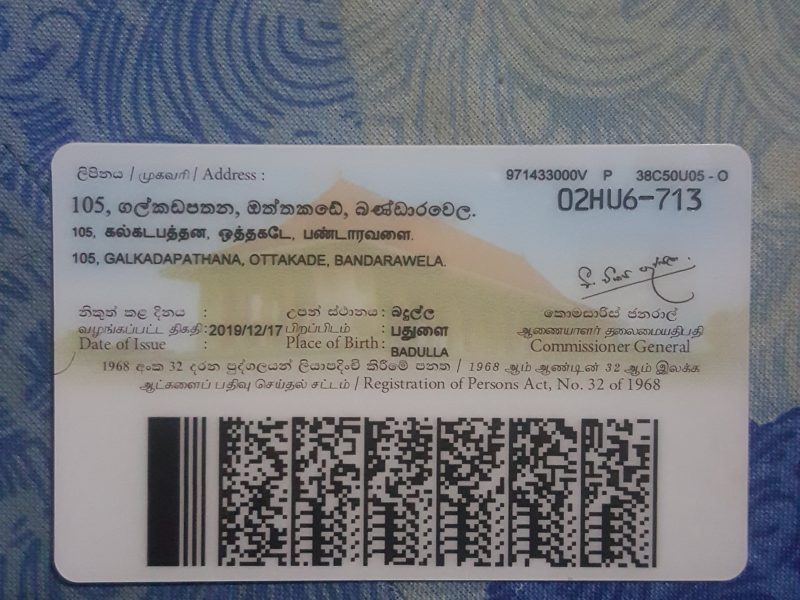 ලිපිනය / முகவரி / Address :
971433000V P 38C50U05 - O
02HU6-713
105, ගල්කඩපතන, ඔත්තකඩේ, බණ්ඩාරවෙල.
105, கல்கடபத்தன, ஒத்தகடே, பண்டாரவளை.
105, GALKADAPATHANA, OTTAKADE, BANDARAWELA.
නිකුත් කළ දිනය : උපන් ස්ථානය : බදුල්ල කොමසාරිස් ජනරාල්
வழங்கப்பட்ட திகதி : 2019/12/17 பிறப்பிடம் : பதுளை ஆணையாளர் தலைமையதிபதி
Date of Issue : Place of Birth : BADULLA Commissioner General
1968 අංක 32 දරන පුද්ගලයන් ලියාපදිංචි කිරීමේ පනත / 1968 ஆம் ஆண்டின் 32 ஆம் இலக்க
ஆட்களைப் பதிவு செய்தல் சட்டம் / Registration of Persons Act, No. 32 of 1968